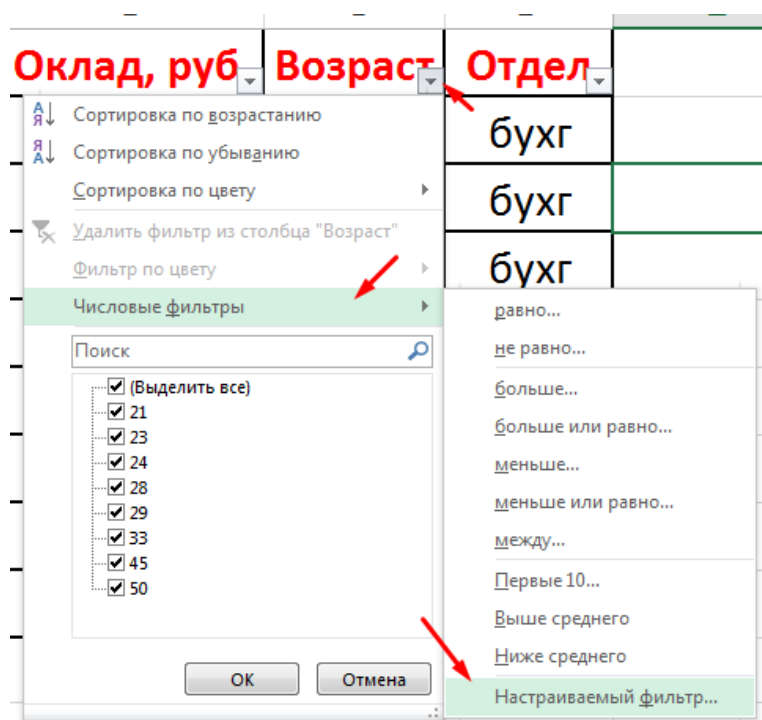 Оклад, руб Возраст Отдел
Сортировка по возрастанию
бухг
Сортировка по убыванию
Сортировка по цвету
бухг
Удалить фильтр из столбца "Возраст"
Фильтр по цвету
бухг
Числовые фильтры
равно...
Поиск
не равно...
(Выделить все)
больше...
21
23
больше или равно...
24
меньше...
28
меньше или равно...
29
33
между...
45
50
Первые 10...
Выше среднего
Ниже среднего
ОК Отмена
Настраиваемый фильтр...